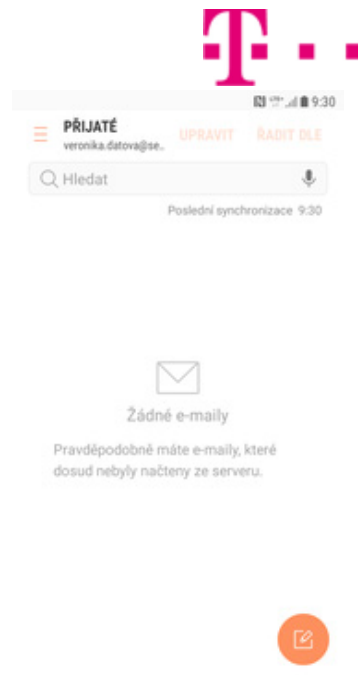 T
9:30
PŘIJATÉ
veronika.datova@se..
UPRAVIT
ŘADIT DLE
Hledat
Poslední synchronizace 9:30
Žádné e-maily
Pravděpodobně máte e-maily, které
dosud nebyly načteny ze serveru.